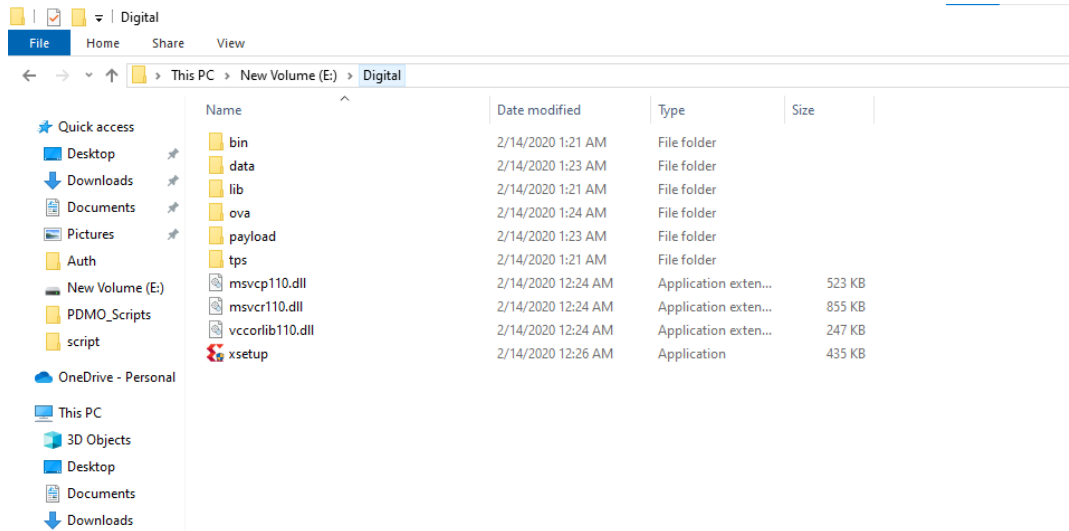 Digital
File Home Share View
This PC New Volume (E:) Digital
Name Date modified Type Size
Quick access
Desktop
Downloads
Documents
Pictures
Auth
New Volume (E:)
PDMO_Scripts
script
OneDrive - Personal
This PC
3D Objects
Desktop
Documents
Downloads
bin 2/14/2020 1:21 AM File folder
data 2/14/2020 1:23 AM File folder
lib 2/14/2020 1:21 AM File folder
ova 2/14/2020 1:24 AM File folder
payload 2/14/2020 1:23 AM File folder
tps 2/14/2020 1:21 AM File folder
msvcp110.dll 2/14/2020 12:24 AM Application exten... 523 KB
msvcr110.dll 2/14/2020 12:24 AM Application exten... 855 KB
vccorlib110.dll 2/14/2020 12:24 AM Application exten... 247 KB
xsetup 2/14/2020 12:26 AM Application 435 KB